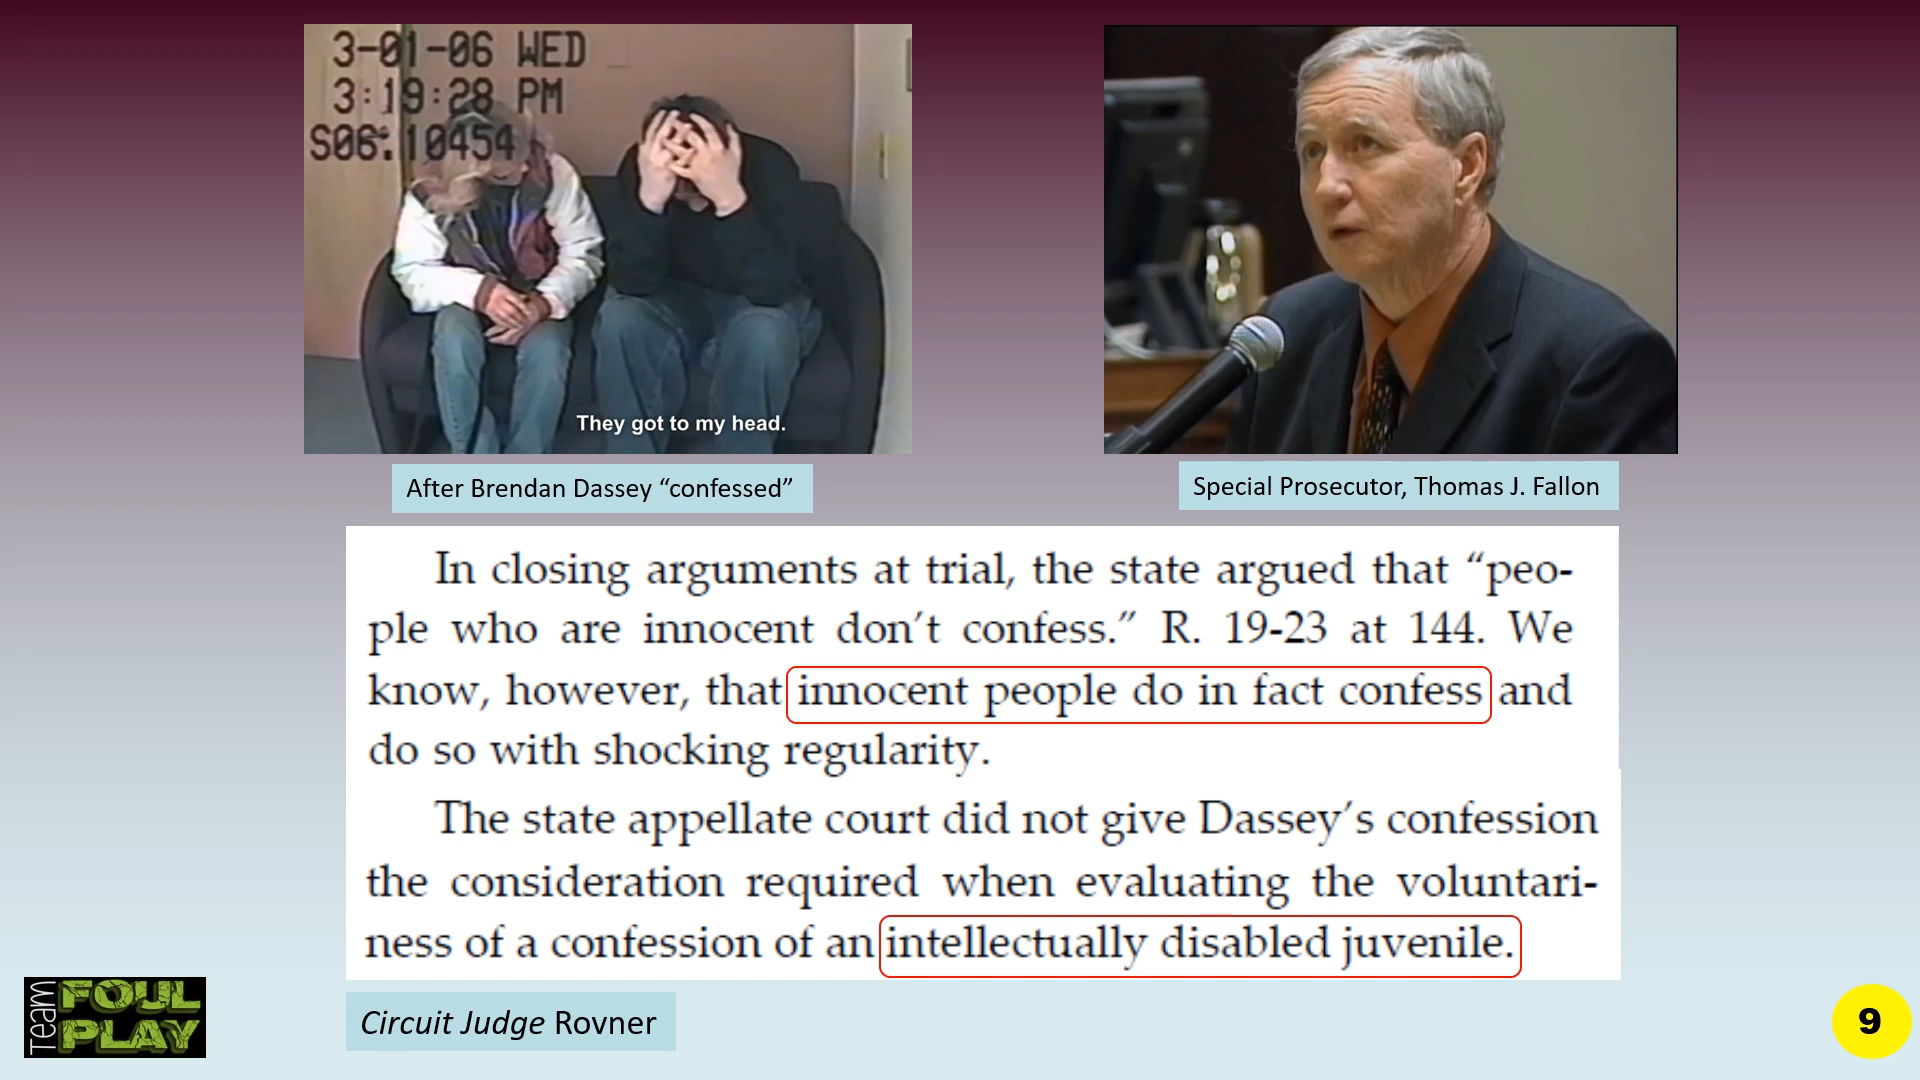 3-01-06 WED
3:19:28 PM
S06:10454
They got to my head.
After Brendan Dassey “confessed”
Special Prosecutor, Thomas J. Fallon
In closing arguments at trial, the state argued that “peo-
ple who are innocent don’t confess.” R. 19-23 at 144. We
know, however, that innocent people do in fact confess and
do so with shocking regularity.
The state appellate court did not give Dassey’s confession
the consideration required when evaluating the voluntari-
ness of a confession of an intellectually disabled juvenile.
Circuit Judge Rovner
Team
FOUL
PLAY
9